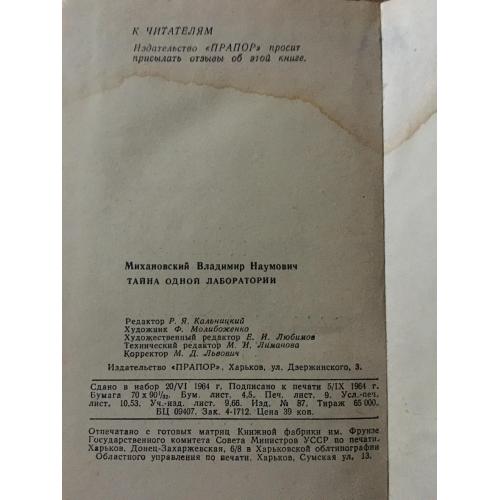 К ЧИТАТЕЛЯМ
Издательство «ПРАПОР» просит
присылать отзывы об этой книге.
Михановский Владимир Наумович
ТАЙНА ОДНОЙ ЛАБОРАТОРИИ
Редактор Р. Я. Кальницкий
Художник Ф. Молибоженко
Художественный редактор Е. И. Любимов
Технический редактор М. И. Лиманова
Корректор М. Д. Львович
Издательство «ПРАПОР». Харьков, ул. Дзержинского, 3.
Сдано в набор 20/VI 1964 г. Подписано к печати 5/IX 1964 г.
Бумага 70 х 90¹/₃₂. Бум. лист. 4,5. Печ. лист. 9. Усл.-печ.
лист. 10,53. Уч.-изд. лист. 9,66. Изд. № 87. Тираж 65 000.
БЦ 09407. Зак. 4-1712. Цена 39 коп.
Отпечатано с готовых матриц Книжной фабрики им. Фрунзе
Государственного комитета Совета Министров УССР по печати.
Харьков, Донец-Захаржевская, 6/8 в Харьковской облтипографии
Областного управления по печати. Харьков, Сумская ул, 13.